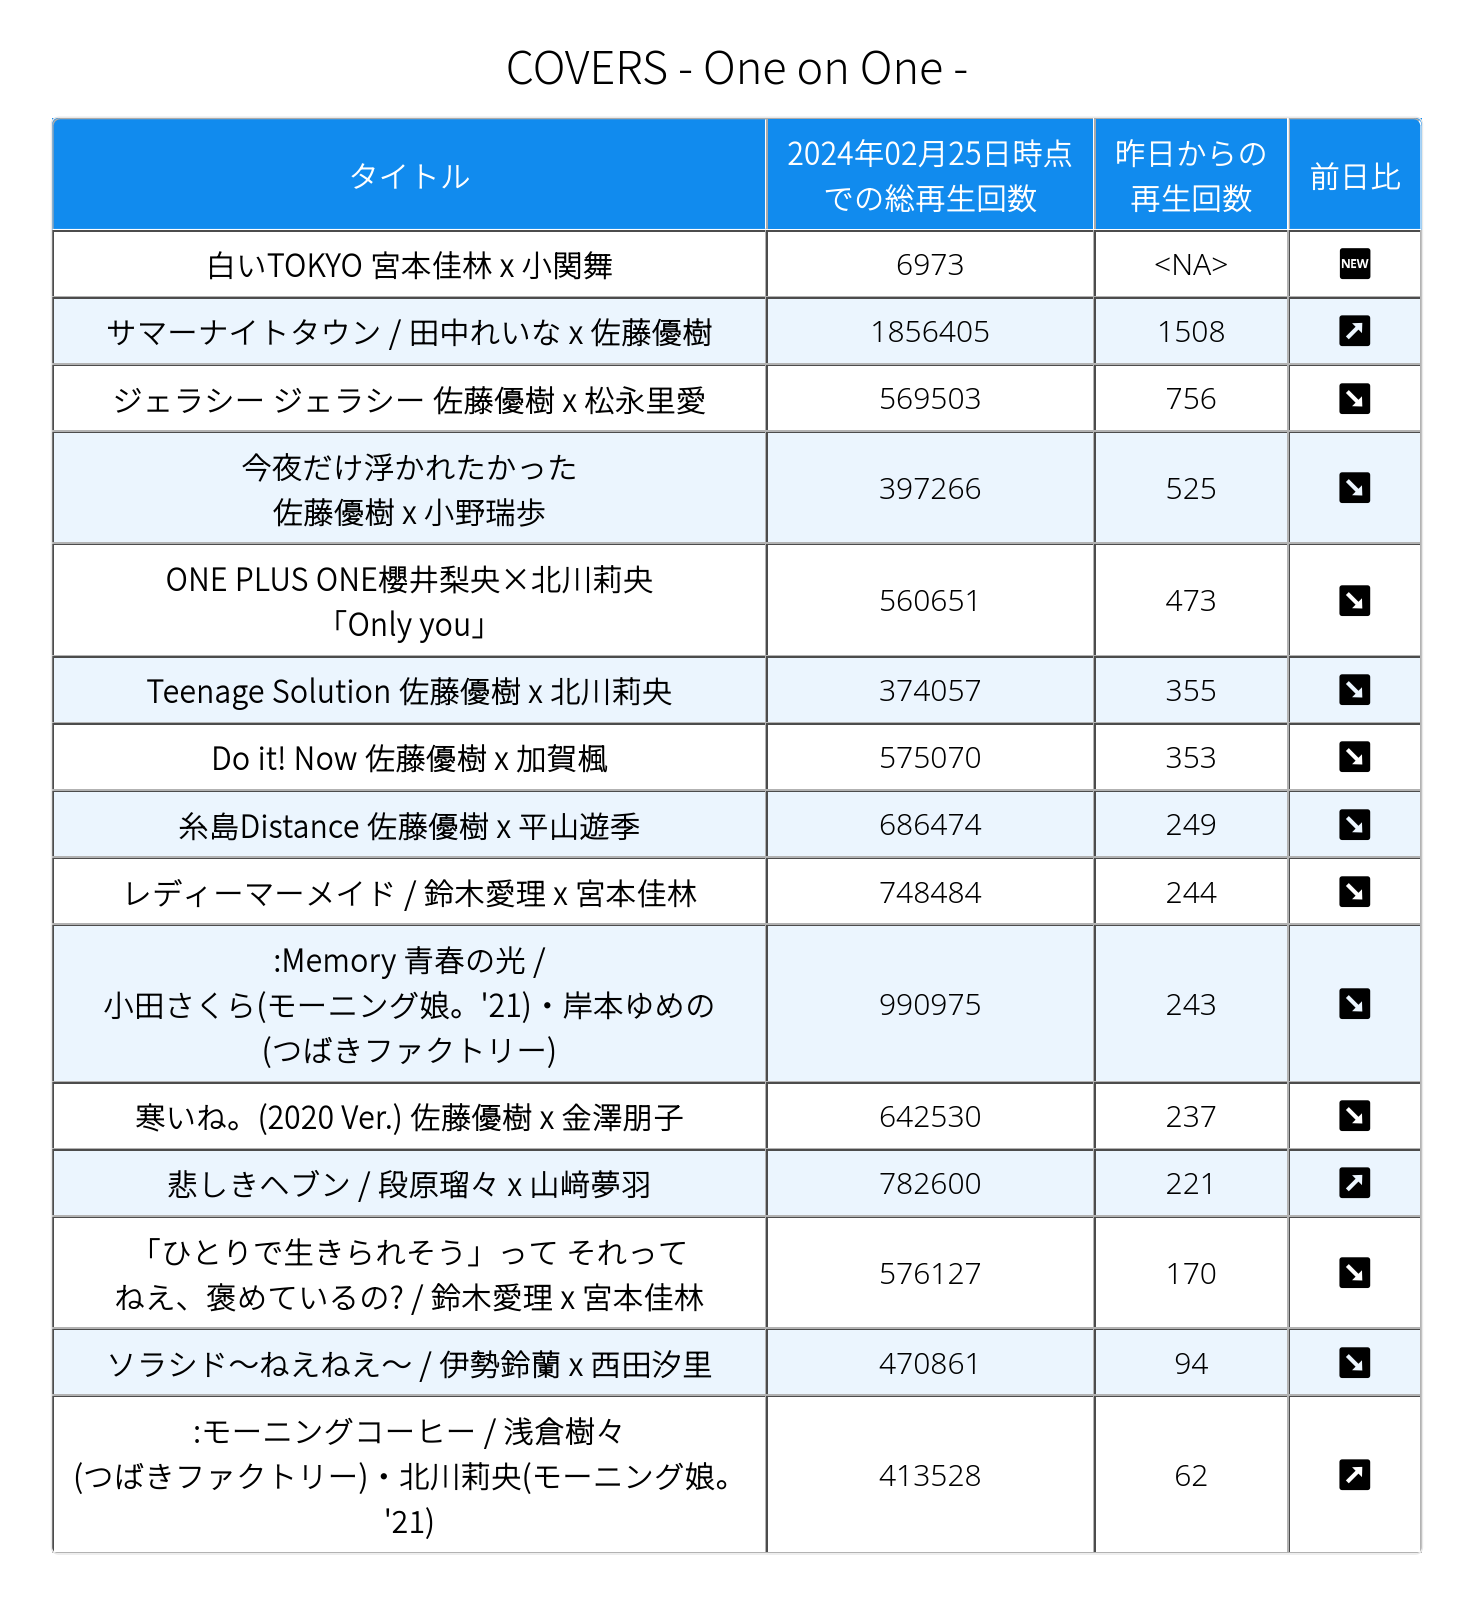 COVERS - One on One -
タイトル
2024年02月25日時点
での総再生回数
昨日からの
再生回数
前日比
白いTOKYO 宮本佳林 x 小関舞
6973
<NA>
NEW
サマーナイトタウン / 田中れいな x 佐藤優樹
1856405
1508
ジェラシー ジェラシー 佐藤優樹 x 松永里愛
569503
756
今夜だけ浮かれたかった
佐藤優樹 x 小野瑞歩
397266
525
ONE PLUS ONE櫻井梨央×北川莉央
「Only you」
560651
473
Teenage Solution 佐藤優樹 x 北川莉央
374057
355
Do it! Now 佐藤優樹 x 加賀楓
575070
353
糸島Distance 佐藤優樹 x 平山遊季
686474
249
レディーマーメイド / 鈴木愛理 x 宮本佳林
748484
244
:Memory 青春の光 /
小田さくら(モーニング娘。'21)・岸本ゆめの
(つばきファクトリー)
990975
243
寒いね。(2020 Ver.) 佐藤優樹 x 金澤朋子
642530
237
悲しきヘブン / 段原瑠々 x 山﨑夢羽
782600
221
「ひとりで生きられそう」って それって
ねえ、褒めているの? / 鈴木愛理 x 宮本佳林
576127
170
ソラシド〜ねえねえ〜 / 伊勢鈴蘭 x 西田汐里
470861
94
:モーニングコーヒー / 浅倉樹々
(つばきファクトリー)・北川莉央(モーニング娘。
'21)
413528
62